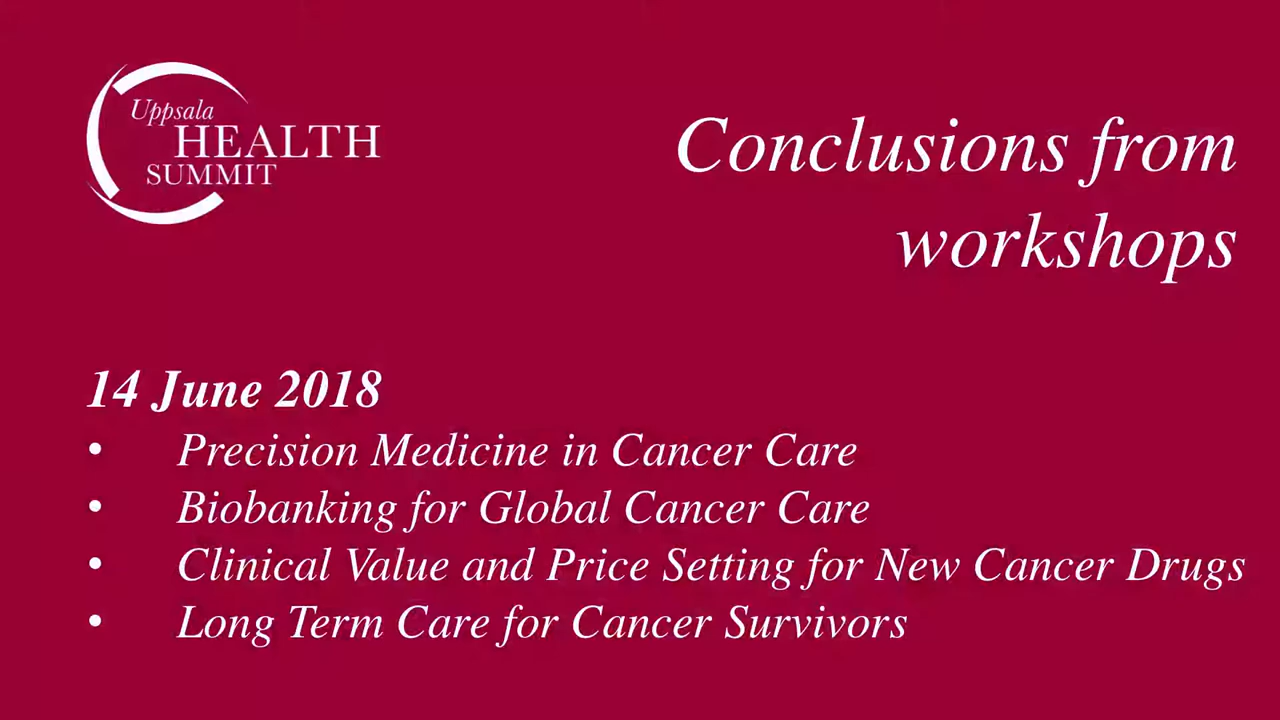 Uppsala
HEALTH
SUMMIT
Conclusions from
workshops
14 June 2018
• Precision Medicine in Cancer Care
• Biobanking for Global Cancer Care
• Clinical Value and Price Setting for New Cancer Drugs
• Long Term Care for Cancer Survivors